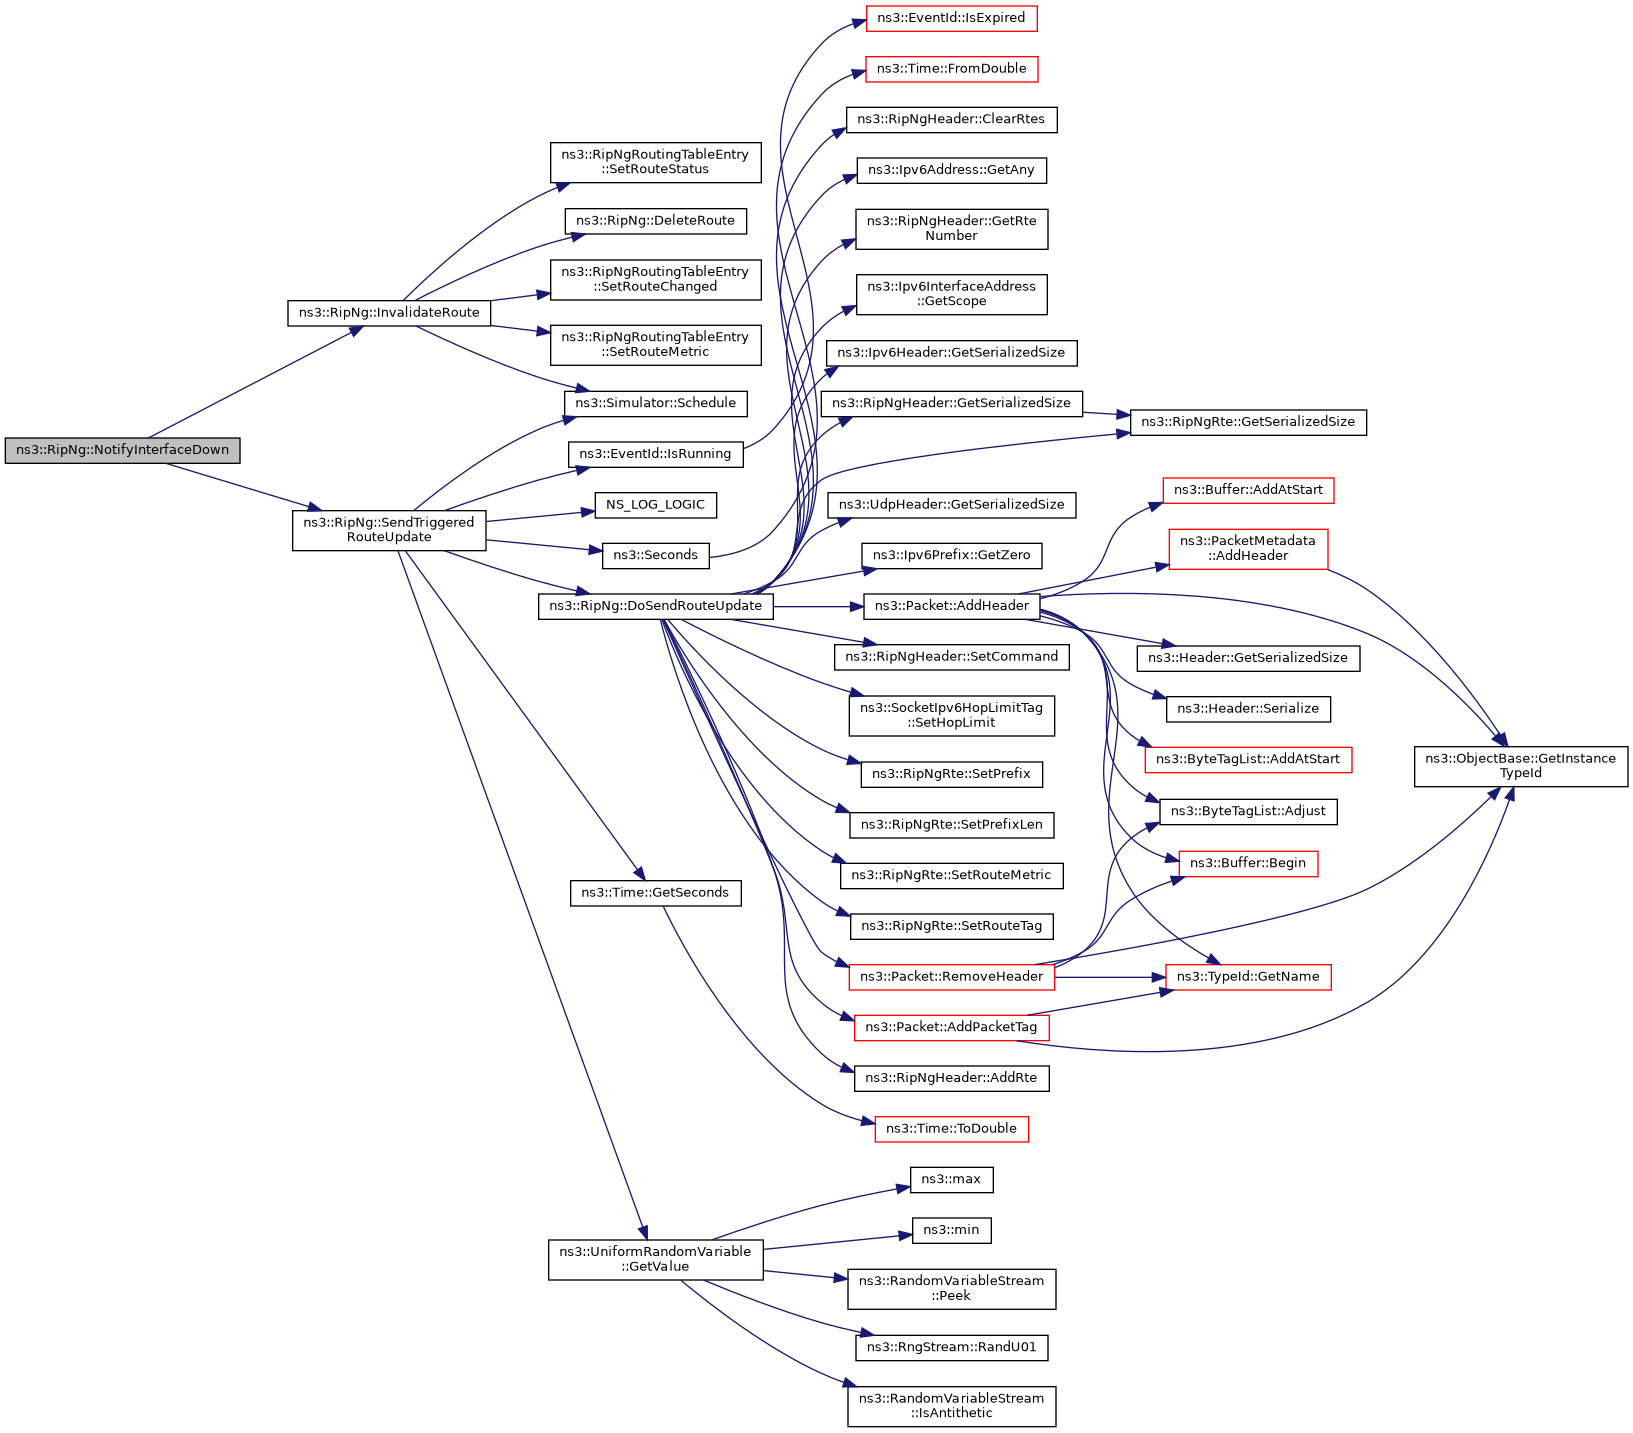 ns3::RipNg::NotifyInterfaceDown
ns3::RipNg::InvalidateRoute
ns3::RipNg::SendTriggered
RouteUpdate
ns3::RipNgRoutingTableEntry
::SetRouteStatus
ns3::RipNg::DeleteRoute
ns3::RipNgRoutingTableEntry
::SetRouteChanged
ns3::RipNgRoutingTableEntry
::SetRouteMetric
ns3::Simulator::Schedule
ns3::EventId::IsRunning
NS_LOG_LOGIC
ns3::Seconds
ns3::RipNg::DoSendRouteUpdate
ns3::Time::GetSeconds
ns3::UniformRandomVariable
::GetValue
ns3::EventId::IsExpired
ns3::Time::FromDouble
ns3::RipNgHeader::ClearRtes
ns3::Ipv6Address::GetAny
ns3::RipNgHeader::GetRte
Number
ns3::Ipv6InterfaceAddress
::GetScope
ns3::Ipv6Header::GetSerializedSize
ns3::RipNgHeader::GetSerializedSize
ns3::UdpHeader::GetSerializedSize
ns3::Ipv6Prefix::GetZero
ns3::Packet::AddHeader
ns3::RipNgHeader::SetCommand
ns3::SocketIpv6HopLimitTag
::SetHopLimit
ns3::RipNgRte::SetPrefix
ns3::RipNgRte::SetPrefixLen
ns3::RipNgRte::SetRouteMetric
ns3::RipNgRte::SetRouteTag
ns3::Packet::RemoveHeader
ns3::Packet::AddPacketTag
ns3::RipNgHeader::AddRte
ns3::Time::ToDouble
ns3::max
ns3::min
ns3::RandomVariableStream
::Peek
ns3::RngStream::RandU01
ns3::RandomVariableStream
::IsAntithetic
ns3::RipNgRte::GetSerializedSize
ns3::Buffer::AddAtStart
ns3::PacketMetadata
::AddHeader
ns3::Header::GetSerializedSize
ns3::Header::Serialize
ns3::ByteTagList::AddAtStart
ns3::ByteTagList::Adjust
ns3::Buffer::Begin
ns3::TypeId::GetName
ns3::ObjectBase::GetInstance
TypeId